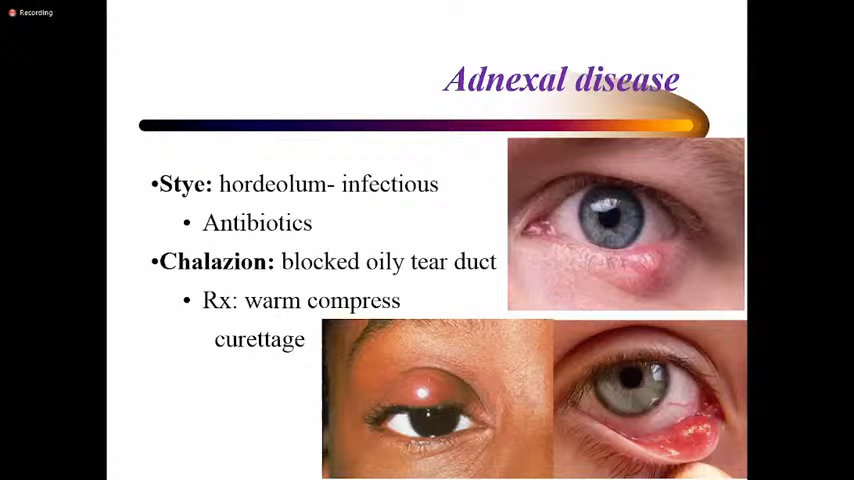 Recording
Adnexal disease
•Stye: hordeolum- infectious
• Antibiotics
•Chalazion: blocked oily tear duct
• Rx: warm compress
curettage